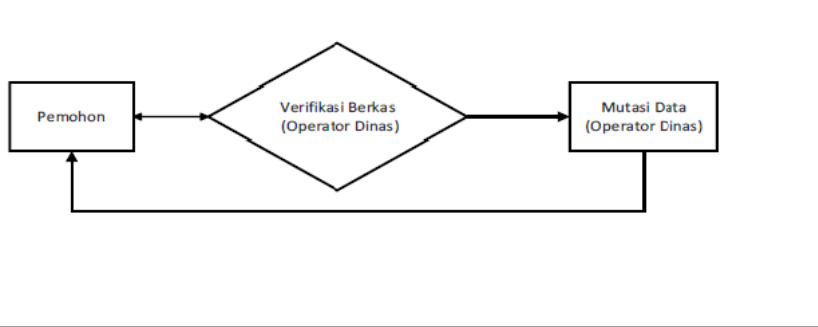 Pemohon
Verifikasi Berkas
(Operator Dinas)
Mutasi Data
(Operator Dinas)